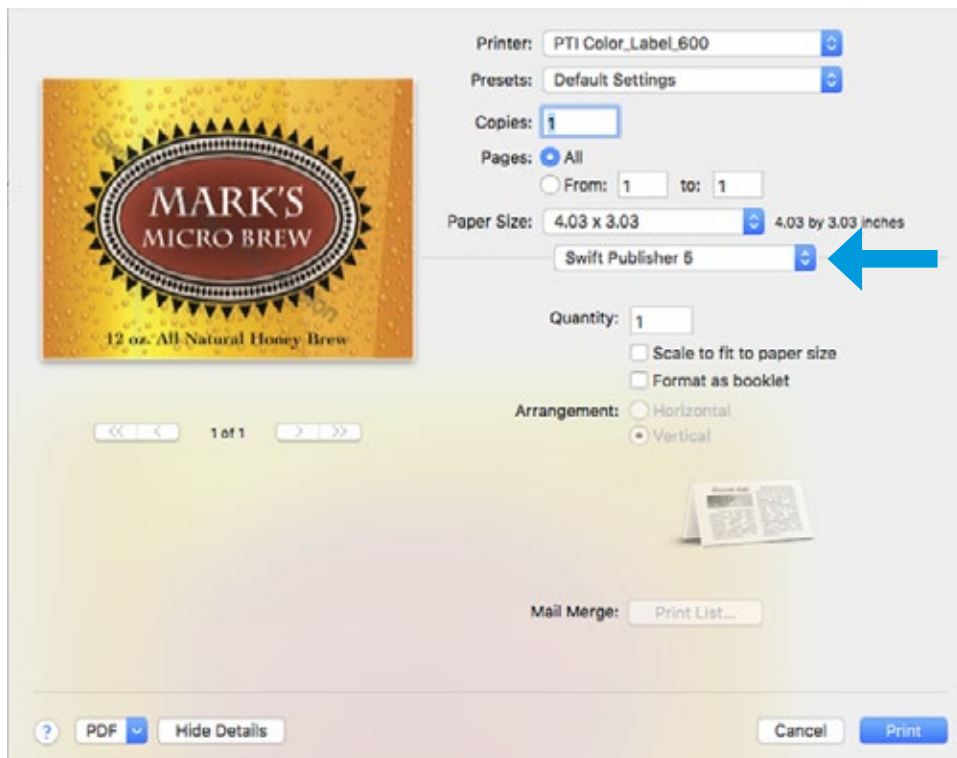 Printer: PTI Color_Label_600
Presets: Default Settings
Copies: 1
Pages: All
From: 1 to: 1
Paper Size: 4.03 x 3.03 4.03 by 3.03 inches
Swift Publisher 5
MARK'S
MICRO BREW
12 oz. All Natural Honey Brew
Quantity: 1
Scale to fit to paper size
Format as booklet
Arrangement: Horizontal
Vertical
<< < 1 of 1 > >>
Mail Merge: Print List...
? PDF Hide Details Cancel Print